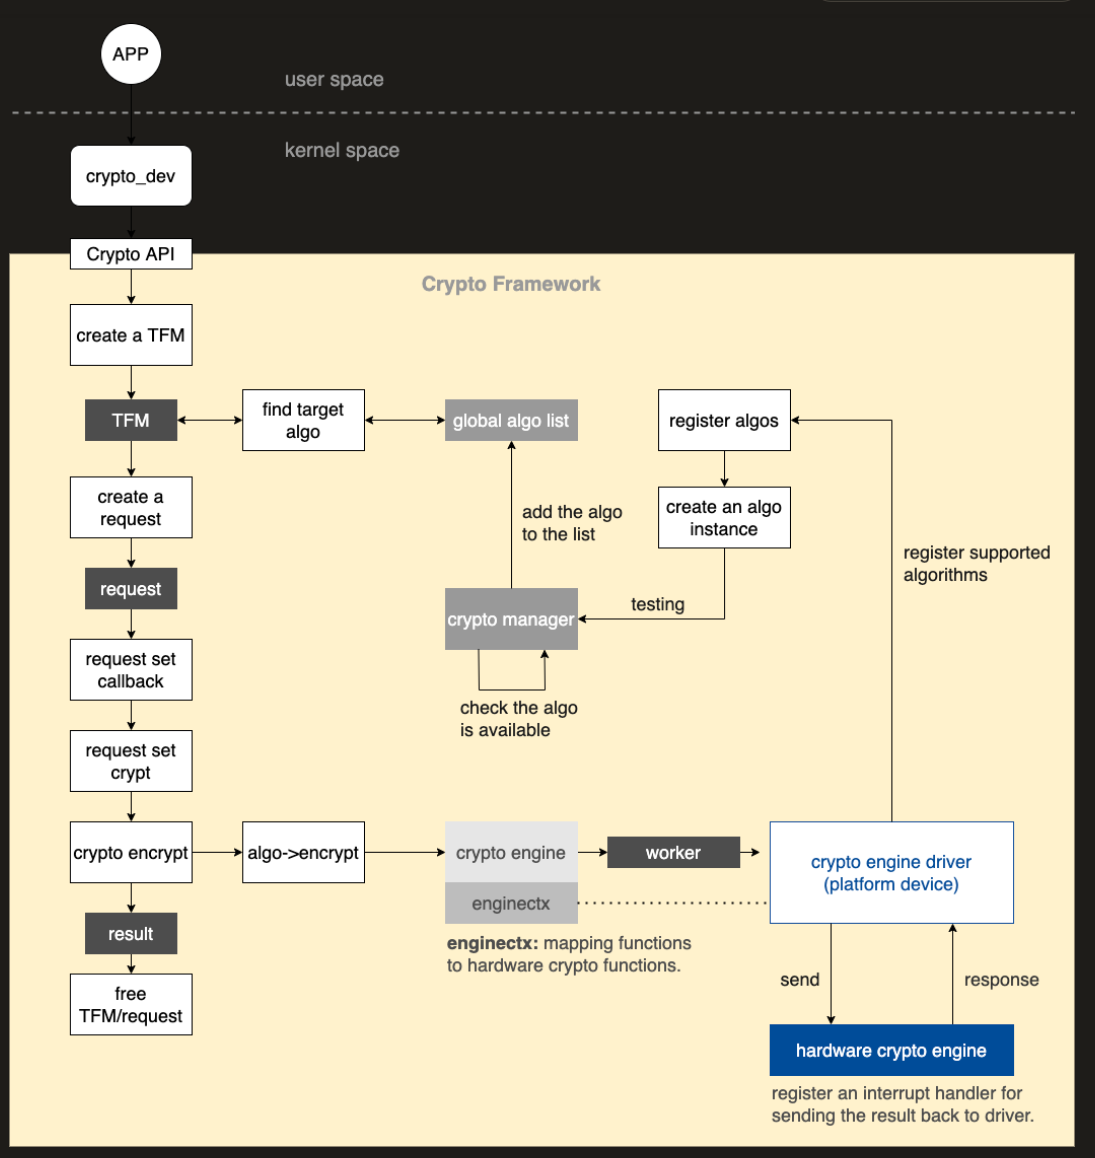 APP
user space
kernel space
crypto_dev
Crypto API
Crypto Framework
create a TFM
TFM
find target
algo
global algo list
register algos
create a
request
add the algo
to the list
create an algo
instance
register supported
algorithms
request
crypto manager
testing
request set
callback
check the algo
is available
request set
crypt
crypto encrypt
algo->encrypt
crypto engine
worker
crypto engine driver
(platform device)
enginectx
result
enginectx: mapping functions
to hardware crypto functions.
send
response
free
TFM/request
hardware crypto engine
register an interrupt handler for
sending the result back to driver.